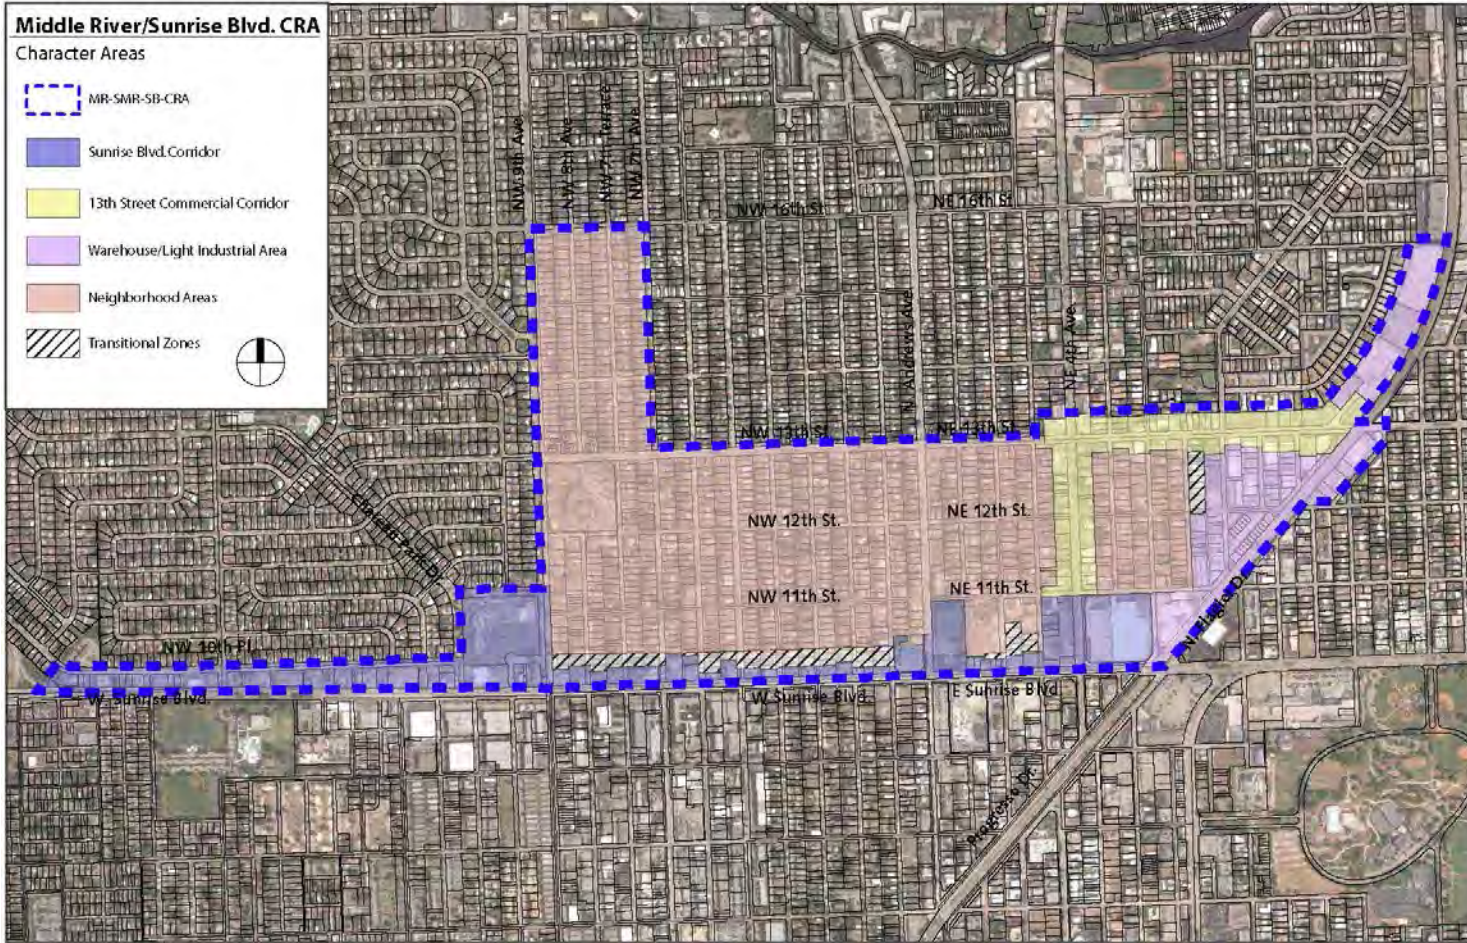 Middle River/Sunrise Blvd. CRA
Character Areas
MR-SMR-SB-CRA
Sunrise Blvd. Corridor
13th Street Commercial Corridor
Warehouse/Light Industrial Area
Neighborhood Areas
Transitional Zones
NW 9th Ave
NW 8th Ave
NW 7th Terrace
NW 7th Ave
NW 16th St.
NE 16th St.
N Andrews Ave
NE 4th Ave
NW 13th St.
NE 13th St.
NW 12th St.
NE 12th St.
NW 11th St.
NE 11th St.
NW 10th Pl.
N Flagler Dr.
W Sunrise Blvd.
W Sunrise Blvd.
E Sunrise Blvd
Progresso Dr.